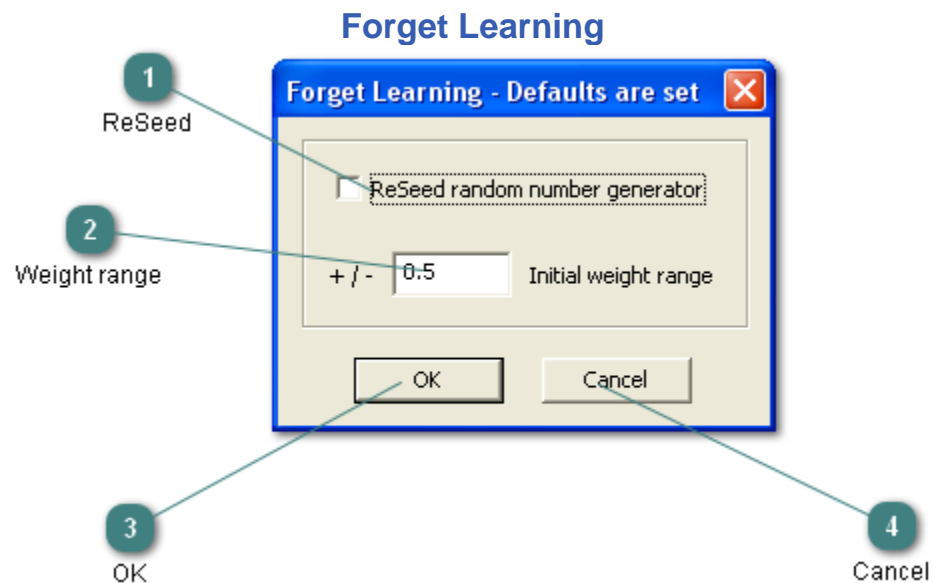 Forget Learning
1
ReSeed
Forget Learning - Defaults are set
ReSeed random number generator
2
Weight range
+ / - 0.5 Initial weight range
OK Cancel
3
OK
4
Cancel